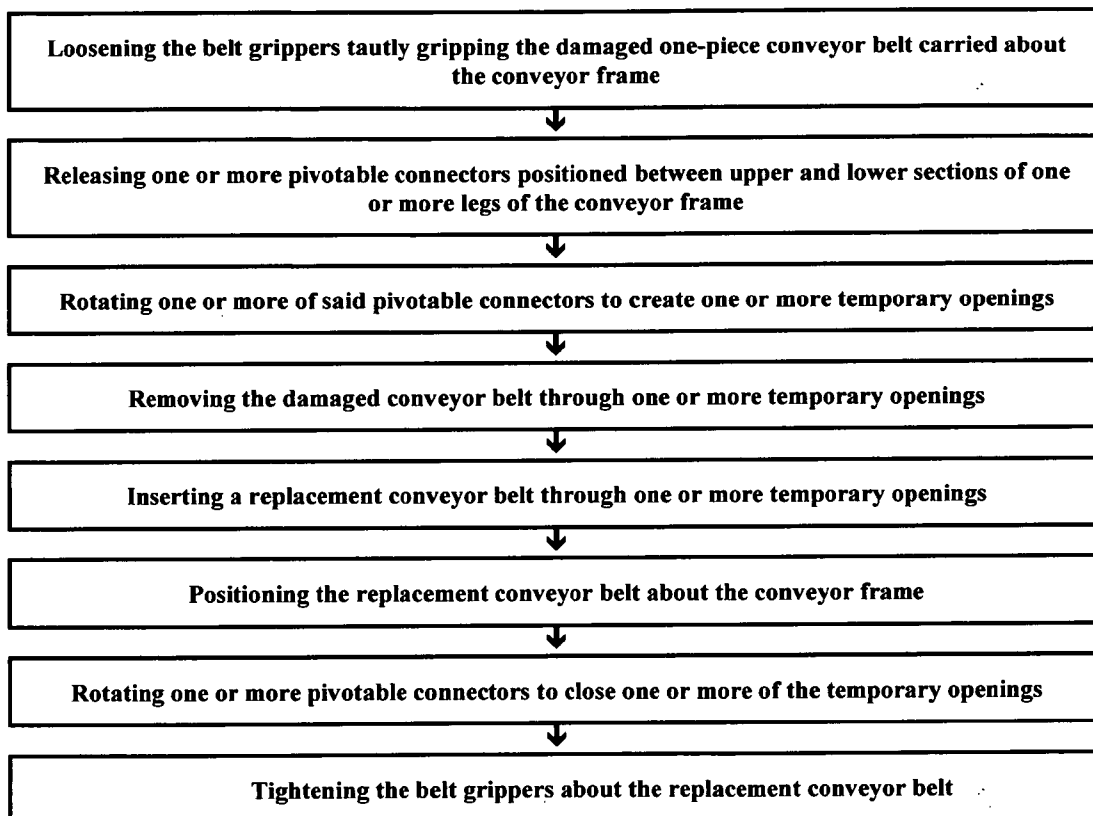 Loosening the belt grippers tautly gripping the damaged one-piece conveyor belt carried about
the conveyor frame
Releasing one or more pivotable connectors positioned between upper and lower sections of one
or more legs of the conveyor frame
Rotating one or more of said pivotable connectors to create one or more temporary openings
Removing the damaged conveyor belt through one or more temporary openings
Inserting a replacement conveyor belt through one or more temporary openings
Positioning the replacement conveyor belt about the conveyor frame
Rotating one or more pivotable connectors to close one or more of the temporary openings
Tightening the belt grippers about the replacement conveyor belt